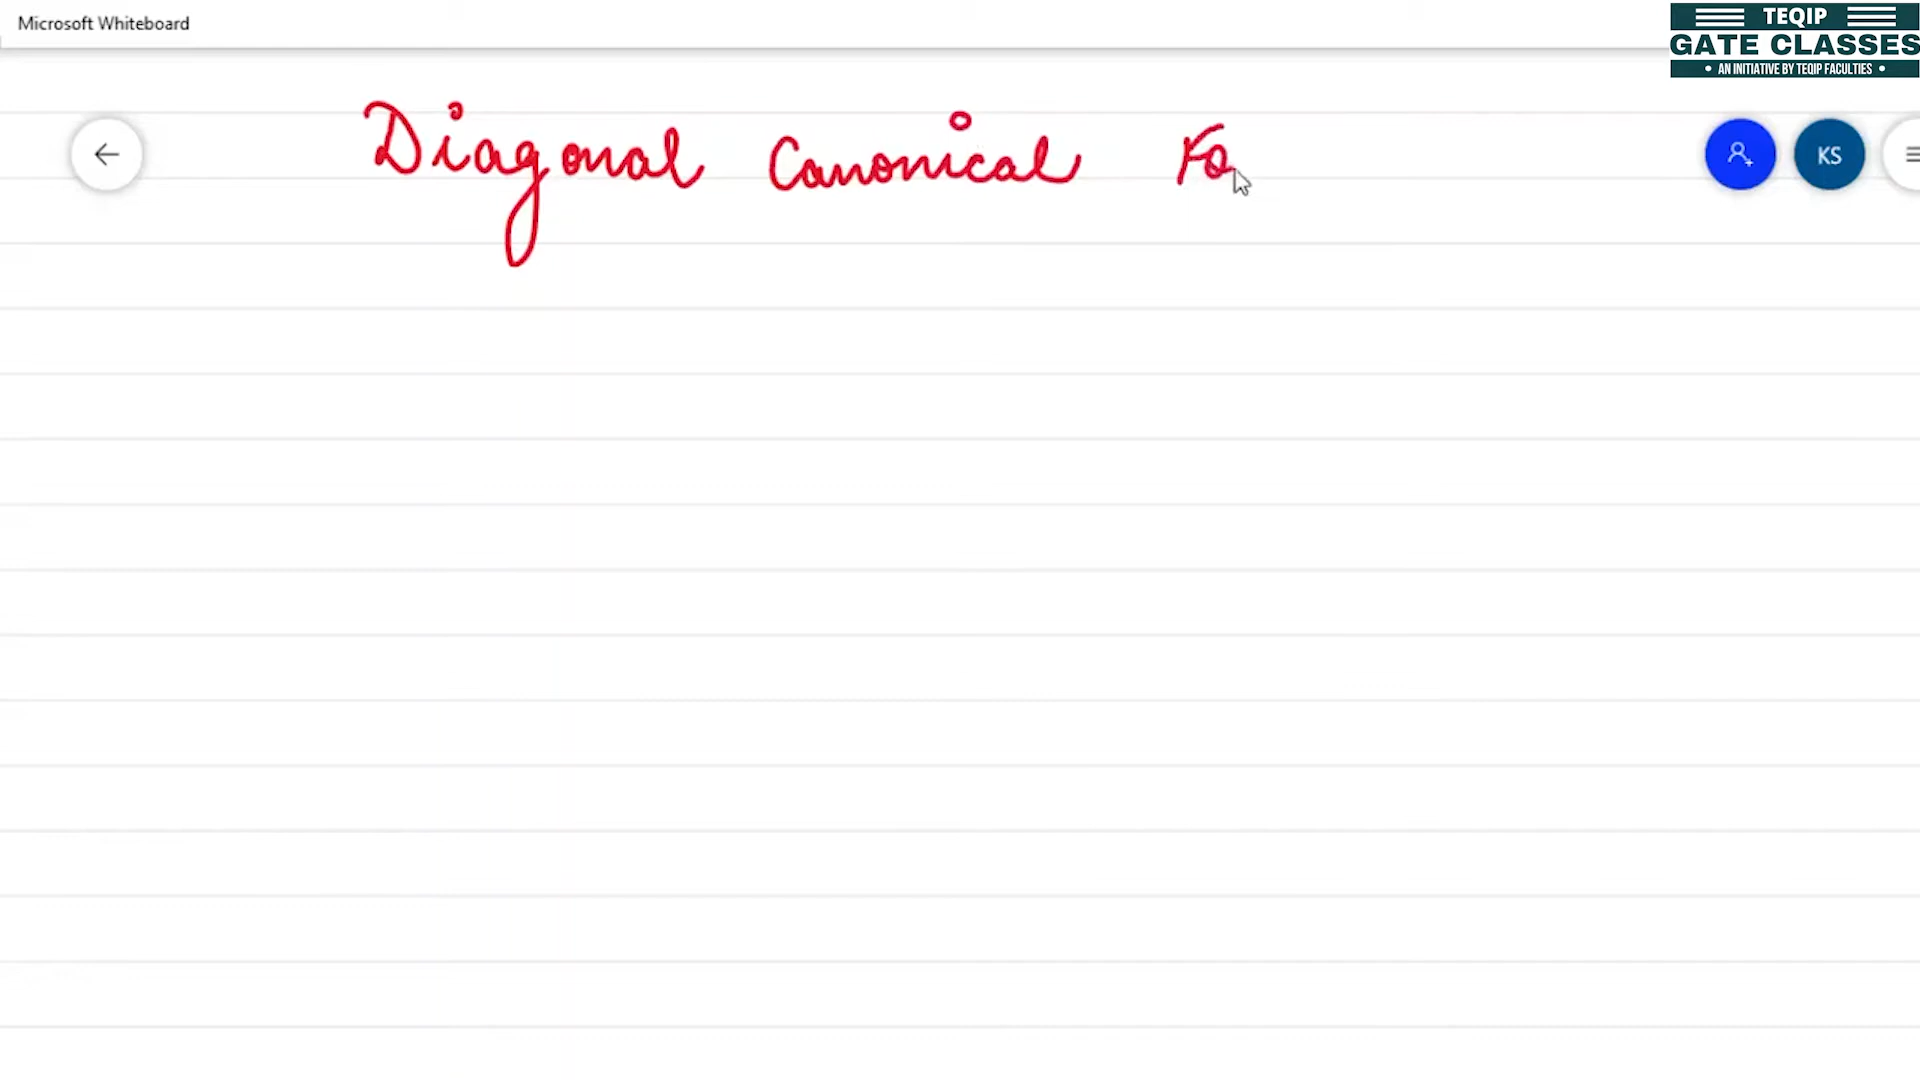 Microsoft Whiteboard
TEQIP
GATE CLASSES
• AN INITIATIVE BY TEQIP FACULTIES •
Diagonal Canonical Fo
KS